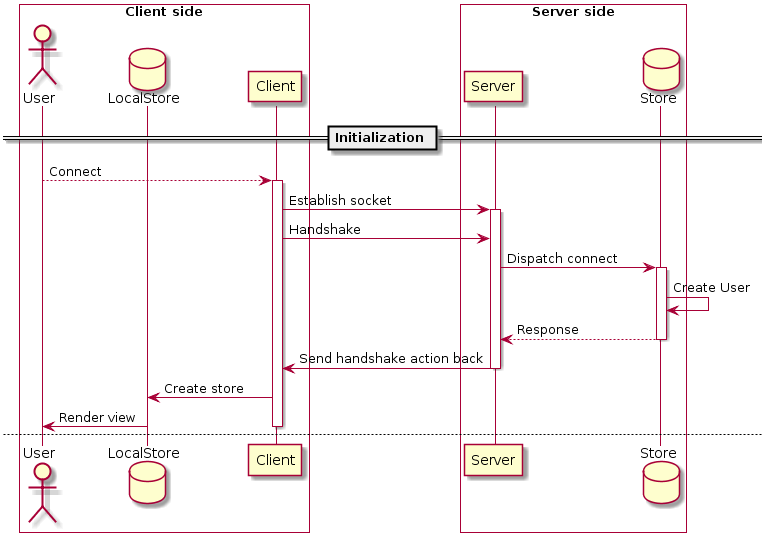 Client side
Server side
User
LocalStore
Client
Server
Store
Initialization
Connect
Establish socket
Handshake
Dispatch connect
Create User
Response
Send handshake action back
Create store
Render view
User
LocalStore
Client
Server
Store